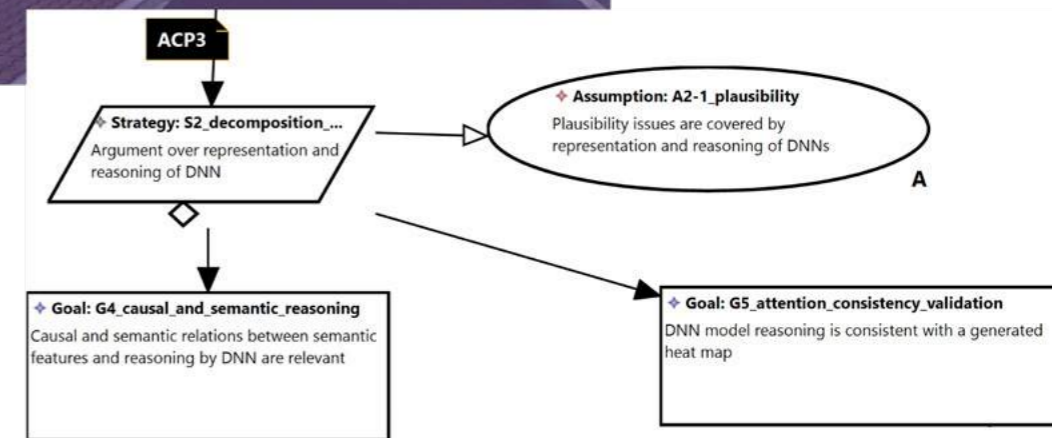 ACP3
Strategy: S2_decomposition_...
Argument over representation and
reasoning of DNN
Assumption: A2-1_plausibility
Plausibility issues are covered by
representation and reasoning of DNNs
A
Goal: G4_causal_and_semantic_reasoning
Causal and semantic relations between semantic
features and reasoning by DNN are relevant
Goal: G5_attention_consistency_validation
DNN model reasoning is consistent with a generated
heat map